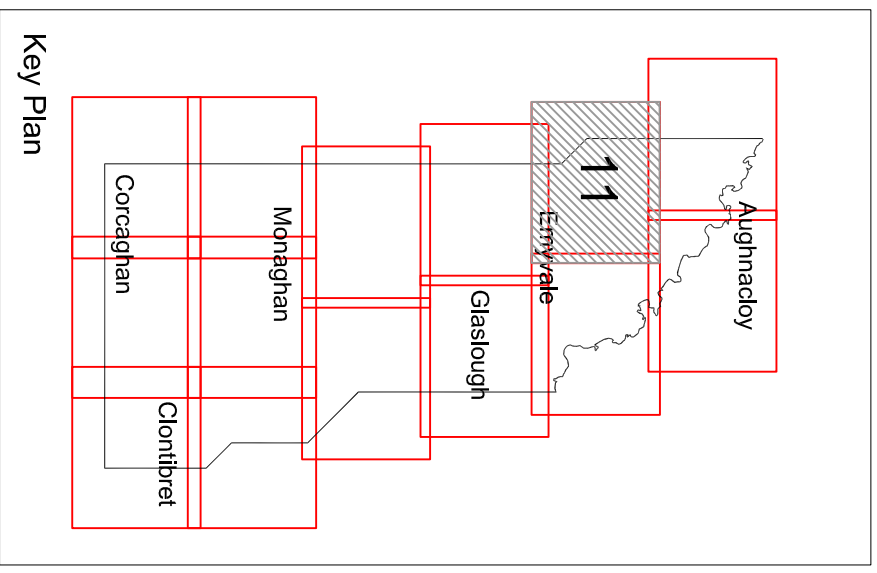 Key Plan
Aughnacloy
11
Emyvale
Glaslough
Monaghan
Corcaghan
Clontibret